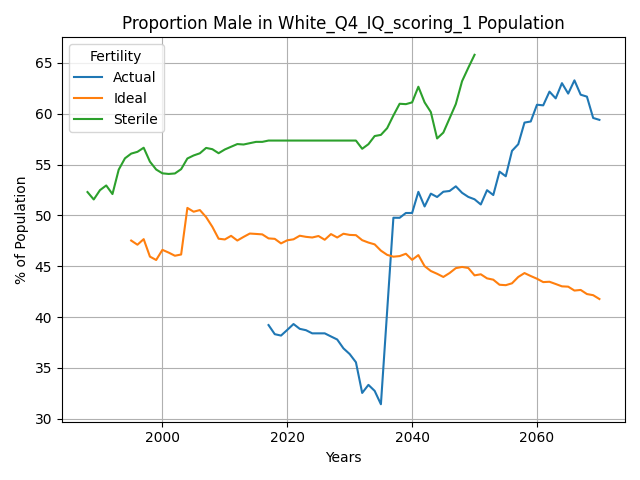 Proportion Male in White_Q4_IQ_scoring_1 Population
Fertility
Actual
Ideal
Sterile
% of Population
65
60
55
50
45
40
35
30
2000
2020
2040
2060
Years